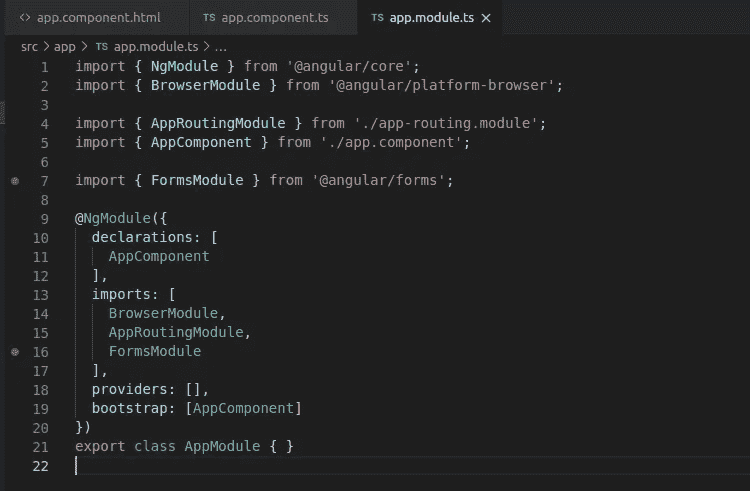 <> app.component.html TS app.component.ts TS app.module.ts ×
src > app > TS app.module.ts > ...
1 import { NgModule } from '@angular/core';
2 import { BrowserModule } from '@angular/platform-browser';
3
4 import { AppRoutingModule } from './app-routing.module';
5 import { AppComponent } from './app.component';
6
7 import { FormsModule } from '@angular/forms';
8
9 @NgModule({
10 declarations: [
11 AppComponent
12 ],
13 imports: [
14 BrowserModule,
15 AppRoutingModule,
16 FormsModule
17 ],
18 providers: [],
19 bootstrap: [AppComponent]
20 })
21 export class AppModule { }
22